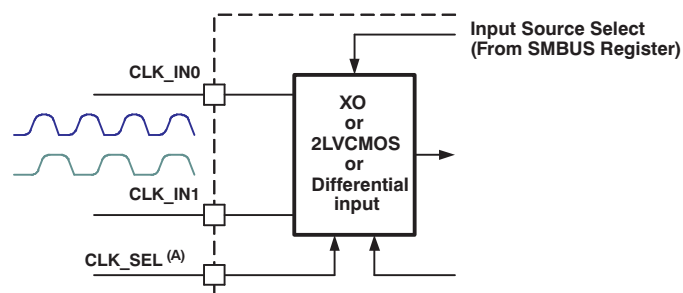 Input Source Select
(From SMBUS Register)
CLK_IN0
XO
or
2LVCMOS
or
Differential
input
CLK_IN1
CLK_SEL (A)